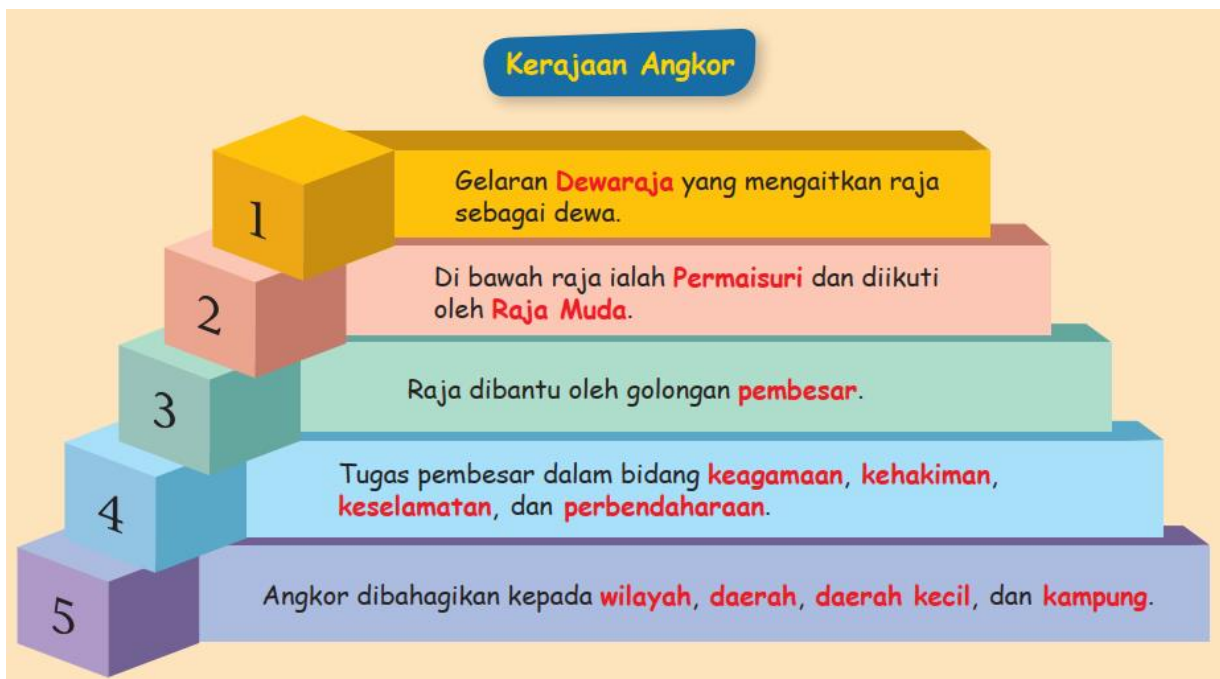 Kerajaan Angkor
1
Gelaran Dewaraja yang mengaitkan raja
sebagai dewa.
2
Di bawah raja ialah Permaisuri dan diikuti
oleh Raja Muda.
3
Raja dibantu oleh golongan pembesar.
4
Tugas pembesar dalam bidang keagamaan, kehakiman,
keselamatan, dan perbendaharaan.
5
Angkor dibahagikan kepada wilayah, daerah, daerah kecil, dan kampung.